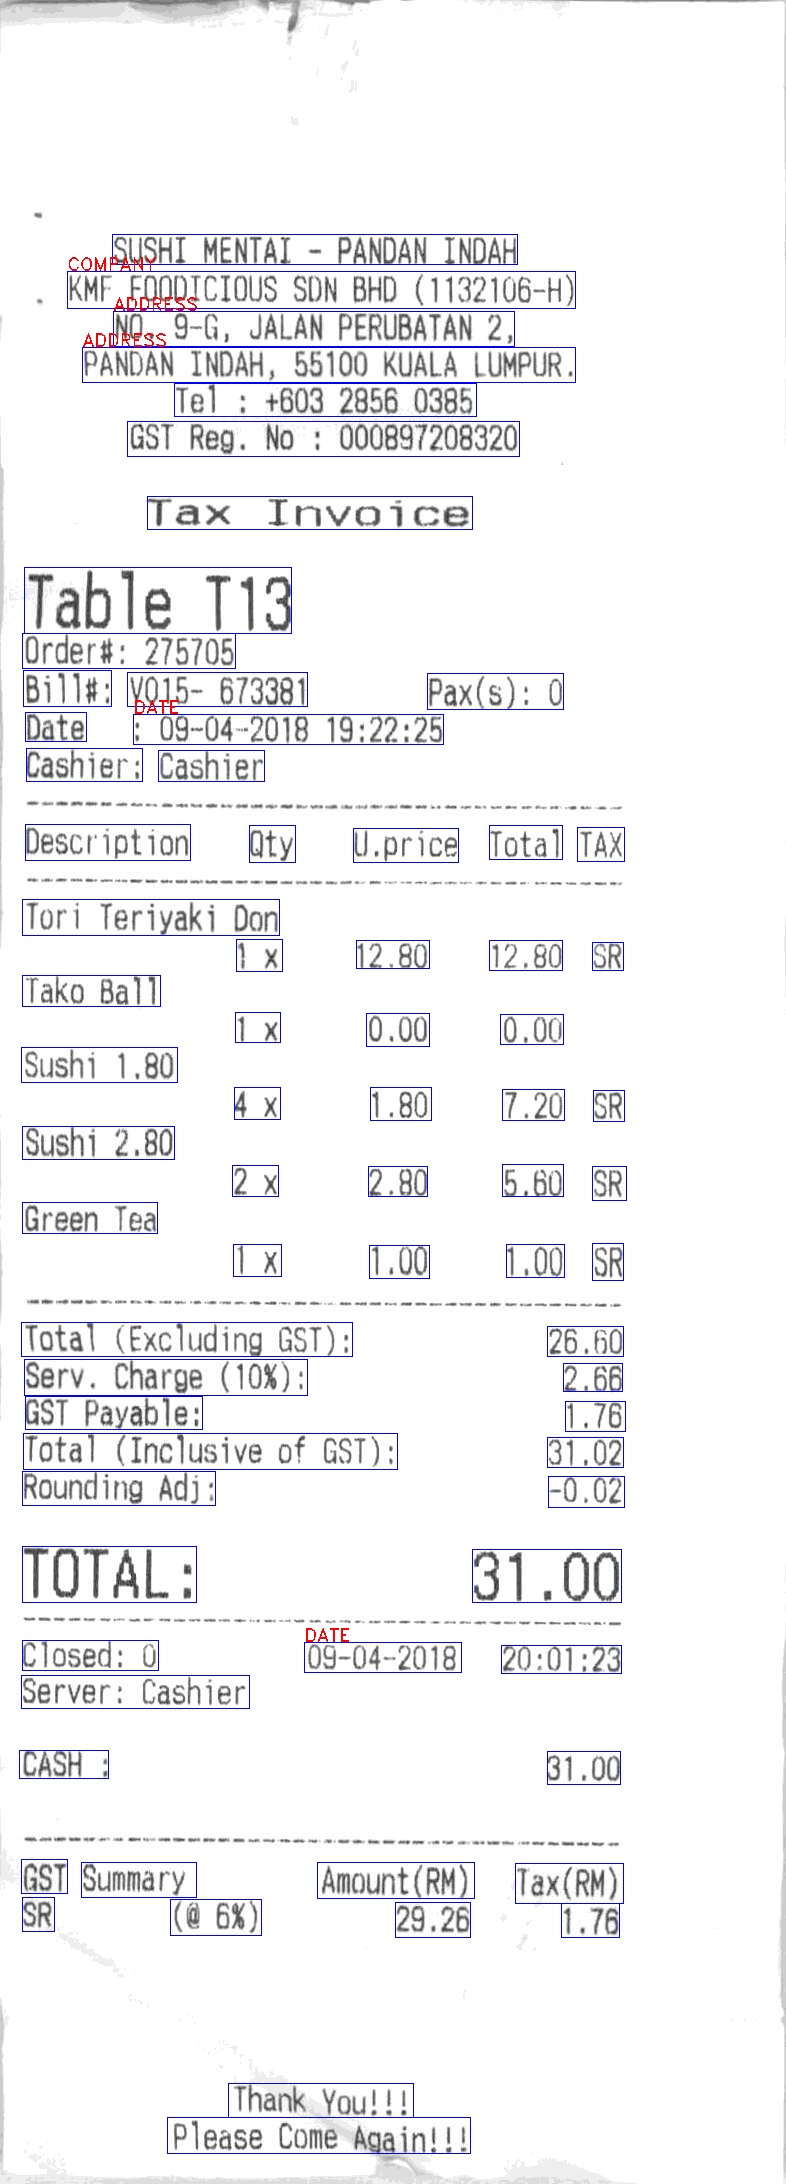 SUSHI MENTAI - PANDAN INDAH
COMPANY
KMF FOODICIOUS SDN BHD (1132106-H)
ADDRESS
NO. 9-G, JALAN PERUBATAN 2,
ADDRESS
PANDAN INDAH, 55100 KUALA LUMPUR.
Tel : +603 2856 0385
GST Reg. No : 000897208320
Tax Invoice
Table T13
Order#: 275705
Bill#: V015- 673381 Pax(s): 0
DATE
Date : 09-04-2018 19:22:25
Cashier: Cashier
Description Qty U.price Total TAX
Tori Teriyaki Don
1 x 12.80 12.80 SR
Tako Ball
1 x 0.00 0.00
Sushi 1.80
4 x 1.80 7.20 SR
Sushi 2.80
2 x 2.80 5.60 SR
Green Tea
1 x 1.00 1.00 SR
Total (Excluding GST): 26.60
Serv. Charge (10%): 2.66
GST Payable: 1.76
Total (Inclusive of GST): 31.02
Rounding Adj: -0.02
TOTAL: 31.00
DATE
Closed: 0 09-04-2018 20:01:23
Server: Cashier
CASH : 31.00
GST Summary Amount(RM) Tax(RM)
SR (@ 6%) 29.26 1.76
Thank You!!!
Please Come Again!!!